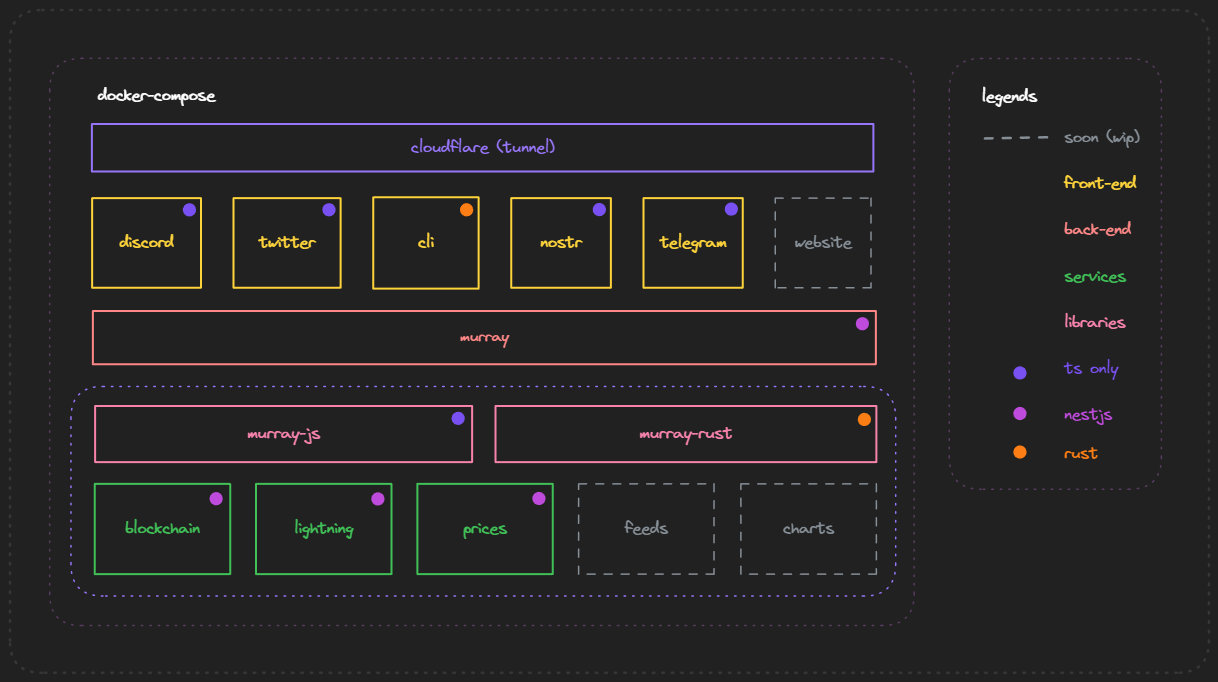 docker-compose
cloudflare (tunnel)
discord
twitter
cli
nostr
telegram
website
murray
murray-js
murray-rust
blockchain
lightning
prices
feeds
charts
legends
soon (wip)
front-end
back-end
services
libraries
ts only
nestjs
rust